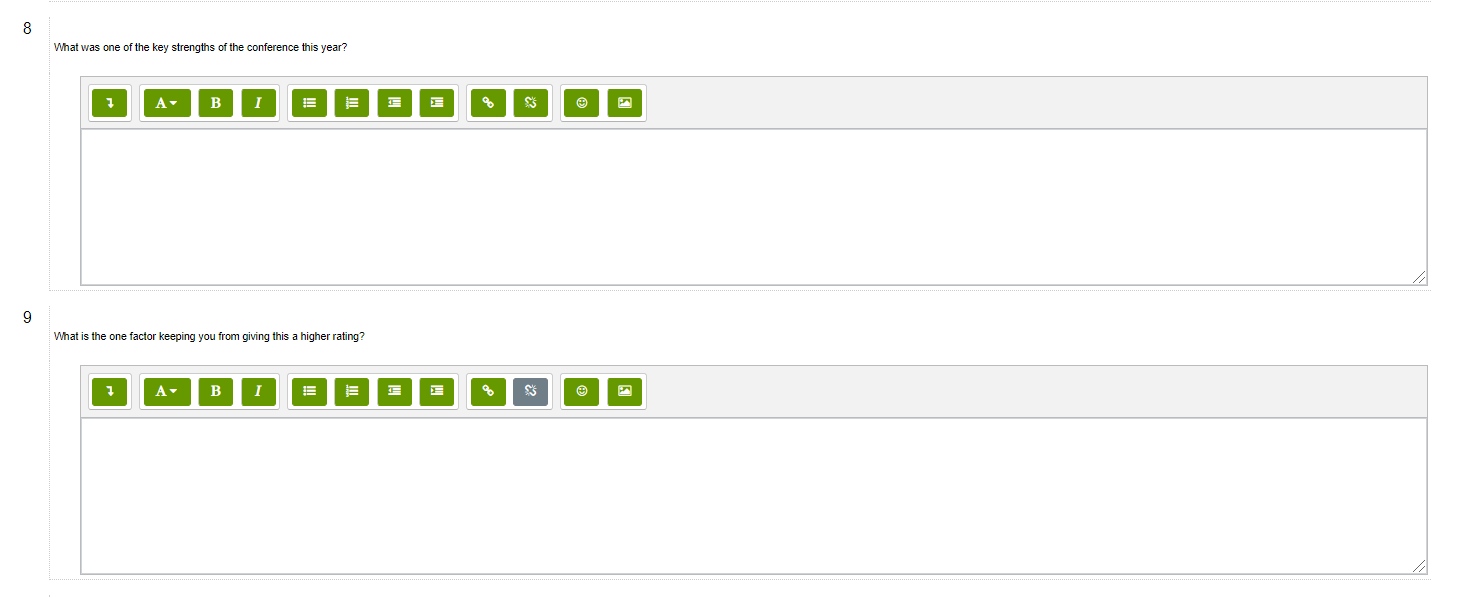 8
What was one of the key strengths of the conference this year?
A B I
9
What is the one factor keeping you from giving this a higher rating?
A B I